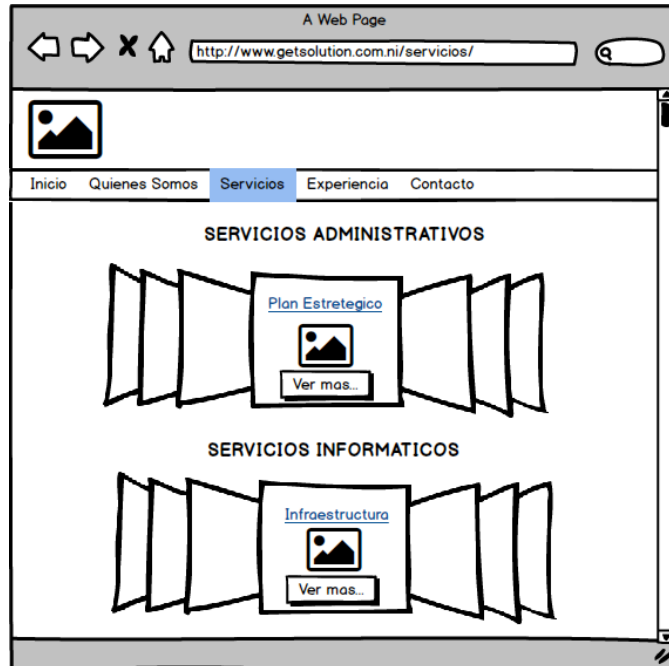 A Web Page
http://www.getsolution.com.ni/servicios/
Inicio Quienes Somos Servicios Experiencia Contacto
SERVICIOS ADMINISTRATIVOS
Plan Estretegico
Ver mas...
SERVICIOS INFORMATICOS
Infraestructura
Ver mas...